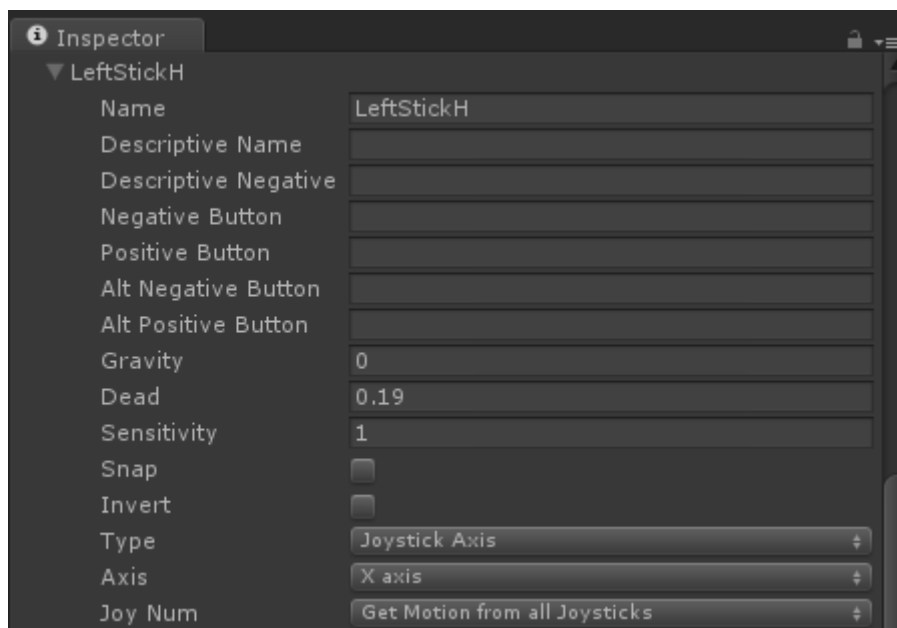 Inspector
LeftStickH
Name LeftStickH
Descriptive Name
Descriptive Negative
Negative Button
Positive Button
Alt Negative Button
Alt Positive Button
Gravity 0
Dead 0.19
Sensitivity 1
Snap
Invert
Type Joystick Axis
Axis X axis
Joy Num Get Motion from all Joysticks